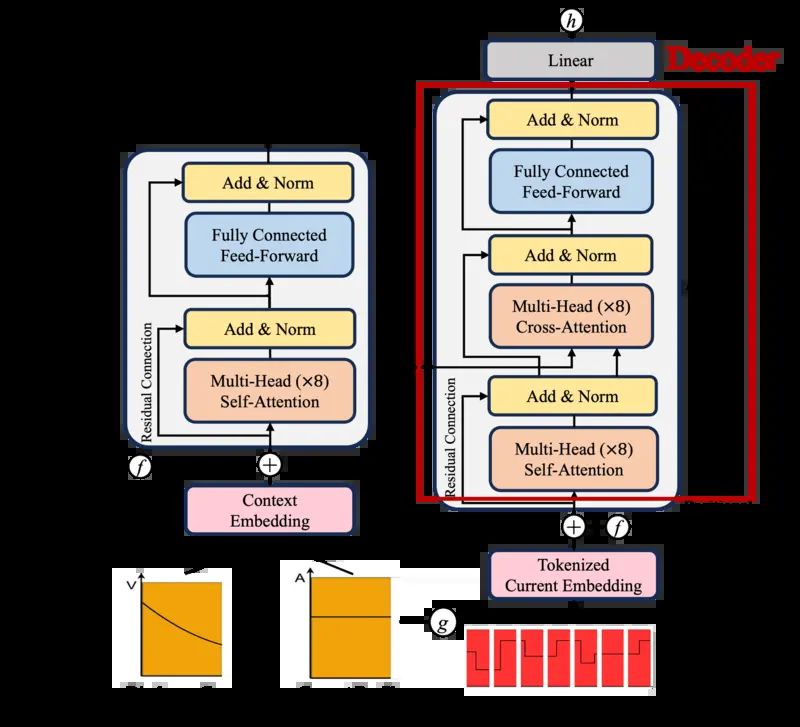 h
Linear
Decoder
Add & Norm
Fully Connected
Feed-Forward
Add & Norm
Multi-Head (×8)
Cross-Attention
Add & Norm
Multi-Head (×8)
Self-Attention
Residual Connection
f
Tokenized
Current Embedding
Add & Norm
Fully Connected
Feed-Forward
Add & Norm
Multi-Head (×8)
Self-Attention
Residual Connection
f
Context
Embedding
V
A
g